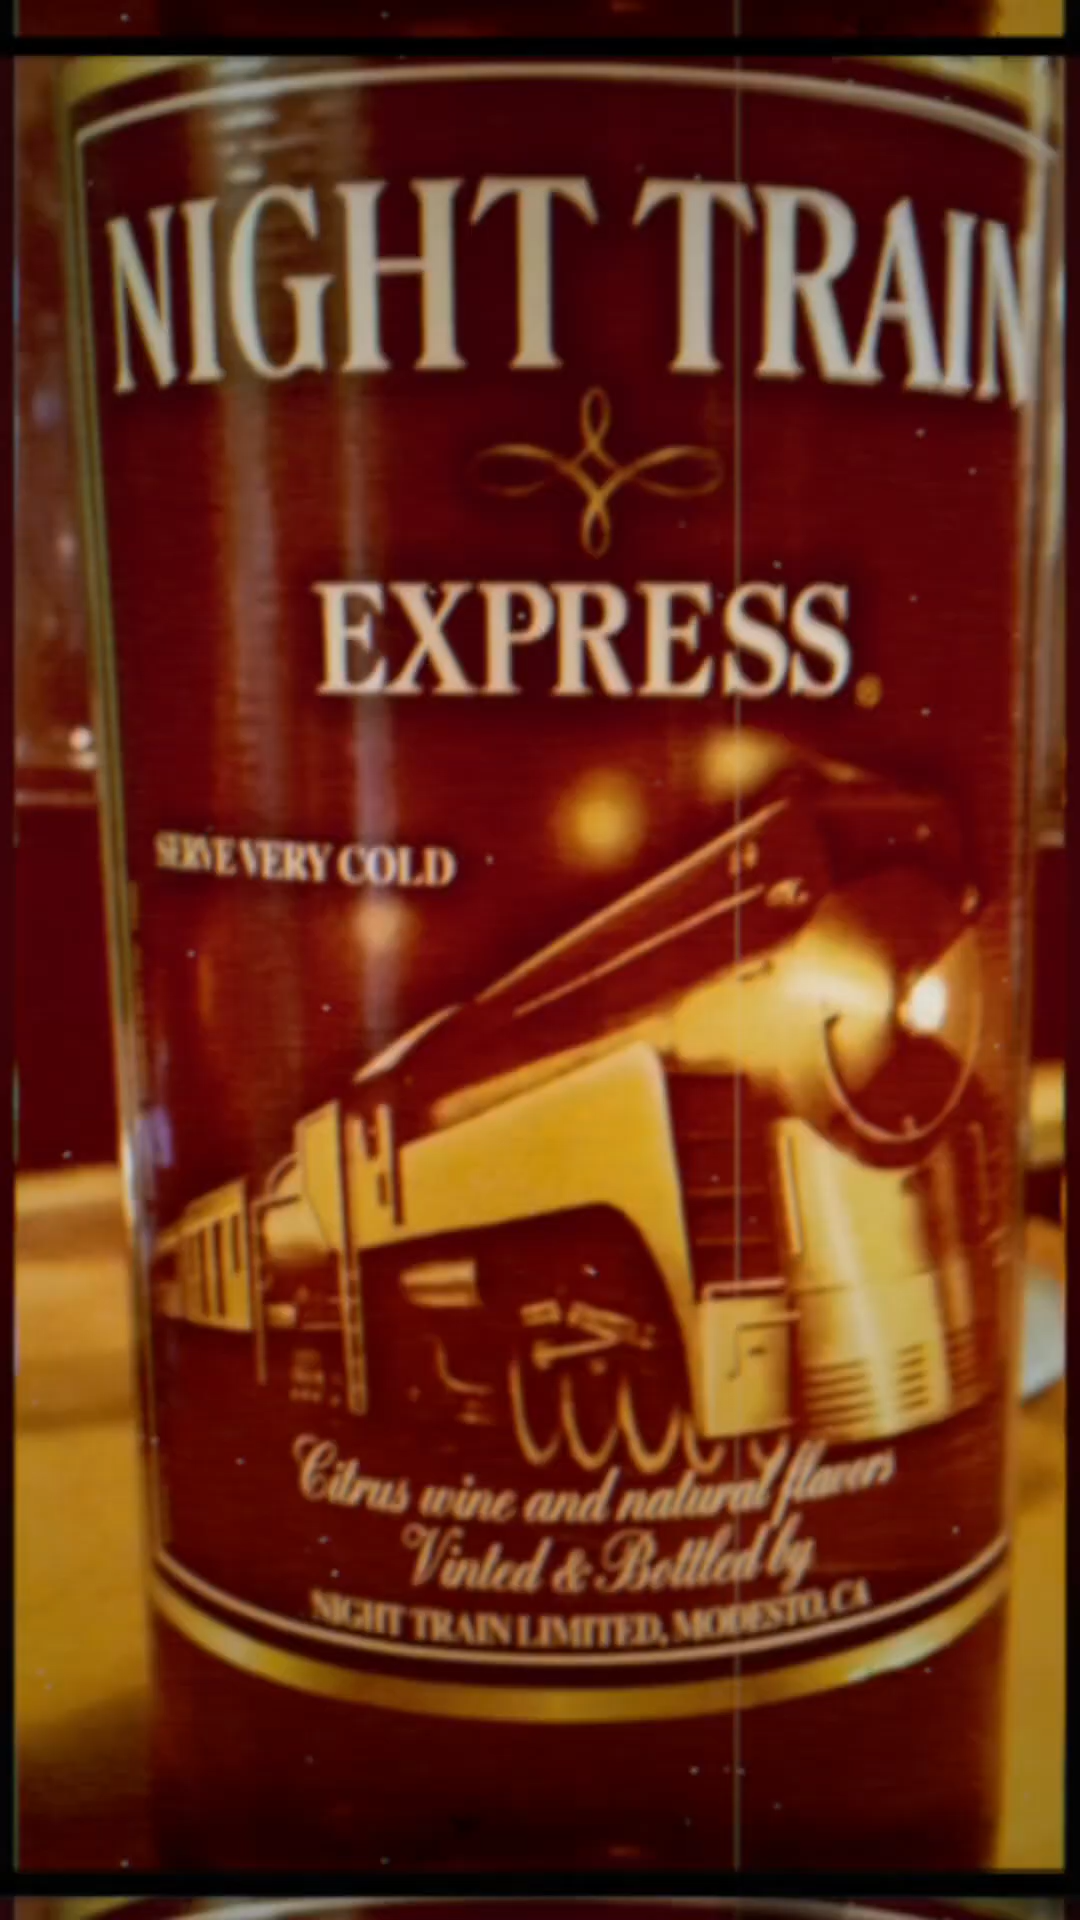 NIGHT TRAIN
EXPRESS
SERVE VERY COLD
Citrus wine and natural flavors
Vinted & Bottled by
NIGHT TRAIN LIMITED, MODESTO, CA